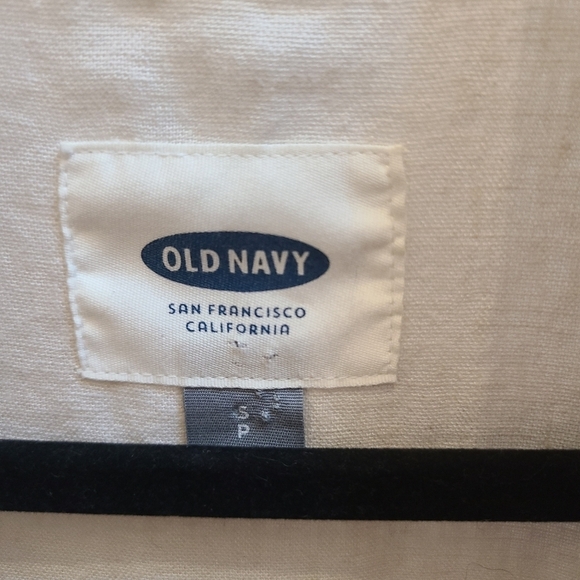 OLD NAVY
SAN FRANCISCO
CALIFORNIA
S
P